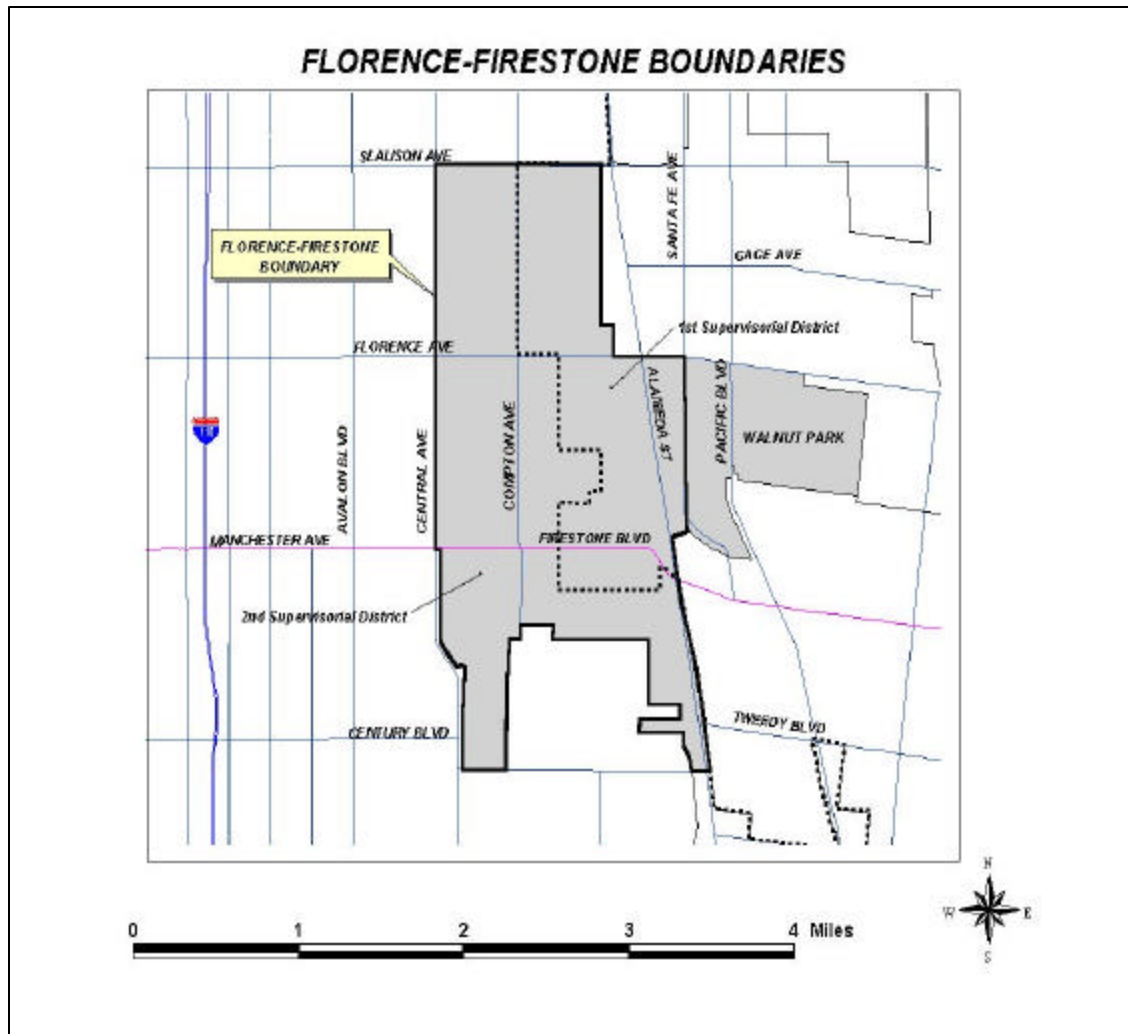 FLORENCE-FIRESTONE BOUNDARIES
SLAUSON AVE
SANTA FE AVE
FLORENCE-FIRESTONE
BOUNDARY
GAGE AVE
1st Supervisorial District
FLORENCE AVE
ALAMEDA ST
PACIFIC BLVD
WALNUT PARK
AVALON BLVD
CENTRAL AVE
COMPTON AVE
MANCHESTER AVE
FIRESTONE BLVD
2nd Supervisorial District
CENTURY BLVD
TWEEDY BLVD
N
W
E
S
0 1 2 3 4 Miles